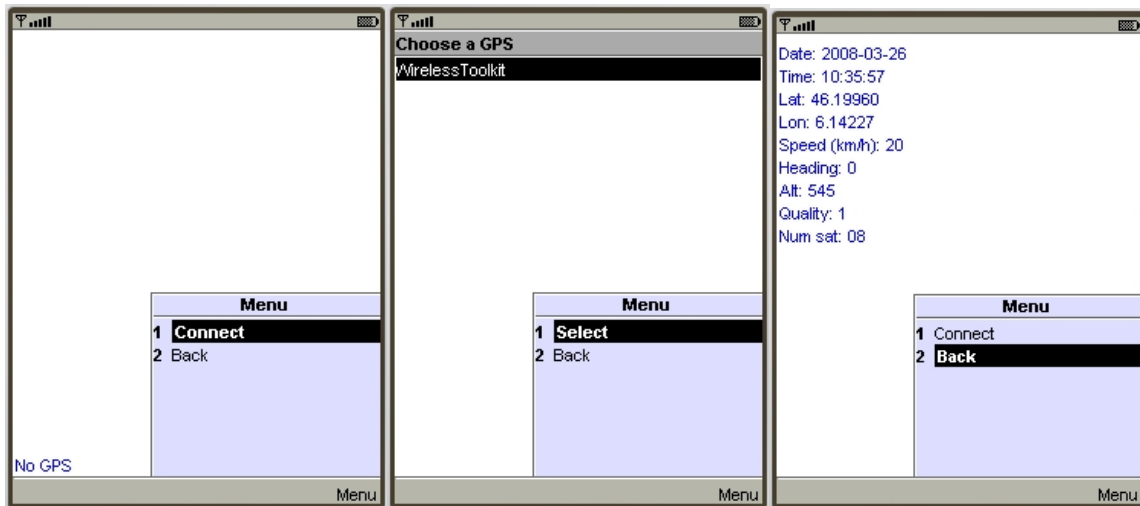 Menu
1 Connect
2 Back
No GPS
Menu
Choose a GPS
WirelessToolkit
Menu
1 Select
2 Back
Menu
Date: 2008-03-26
Time: 10:35:57
Lat: 46.19960
Lon: 6.14227
Speed (km/h): 20
Heading: 0
Alt: 545
Quality: 1
Num sat: 08
Menu
1 Connect
2 Back
Menu